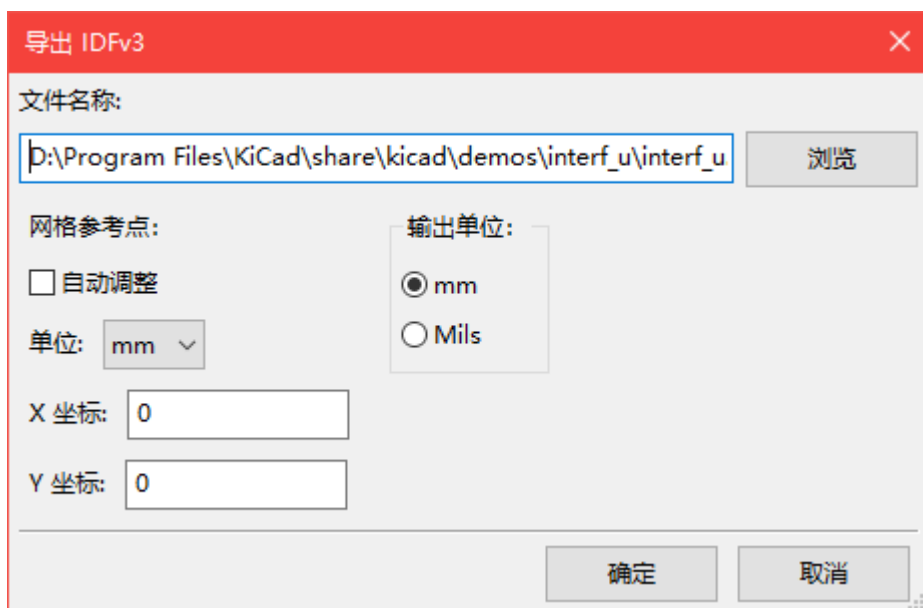 导出 IDFv3
文件名称:
D:\Program Files\KiCad\share\kicad\demos\interf_u\interf_u
浏览
网格参考点:
输出单位:
自动调整
mm
单位: mm
Mils
X 坐标: 0
Y 坐标: 0
确定
取消